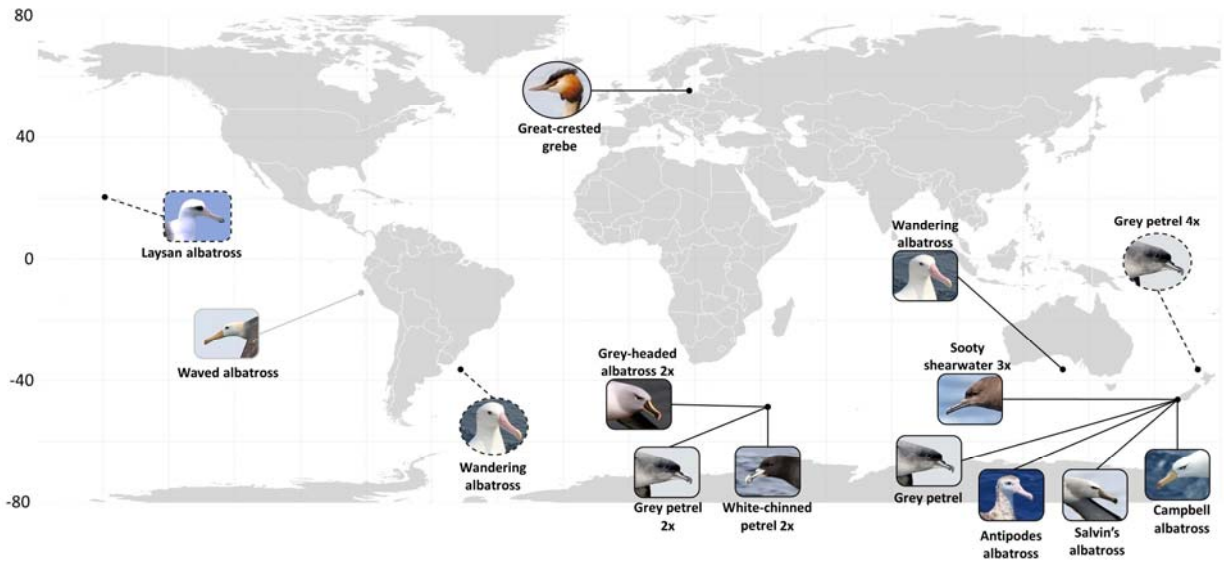 80
40
0
-40
-80
Great-crested
grebe
Laysan albatross
Waved albatross
Wandering
albatross
Grey-headed
albatross 2x
Grey petrel
2x
White-chinned
petrel 2x
Wandering
albatross
Grey petrel 4x
Sooty
shearwater 3x
Grey petrel
Antipodes
albatross
Salvin's
albatross
Campbell
albatross